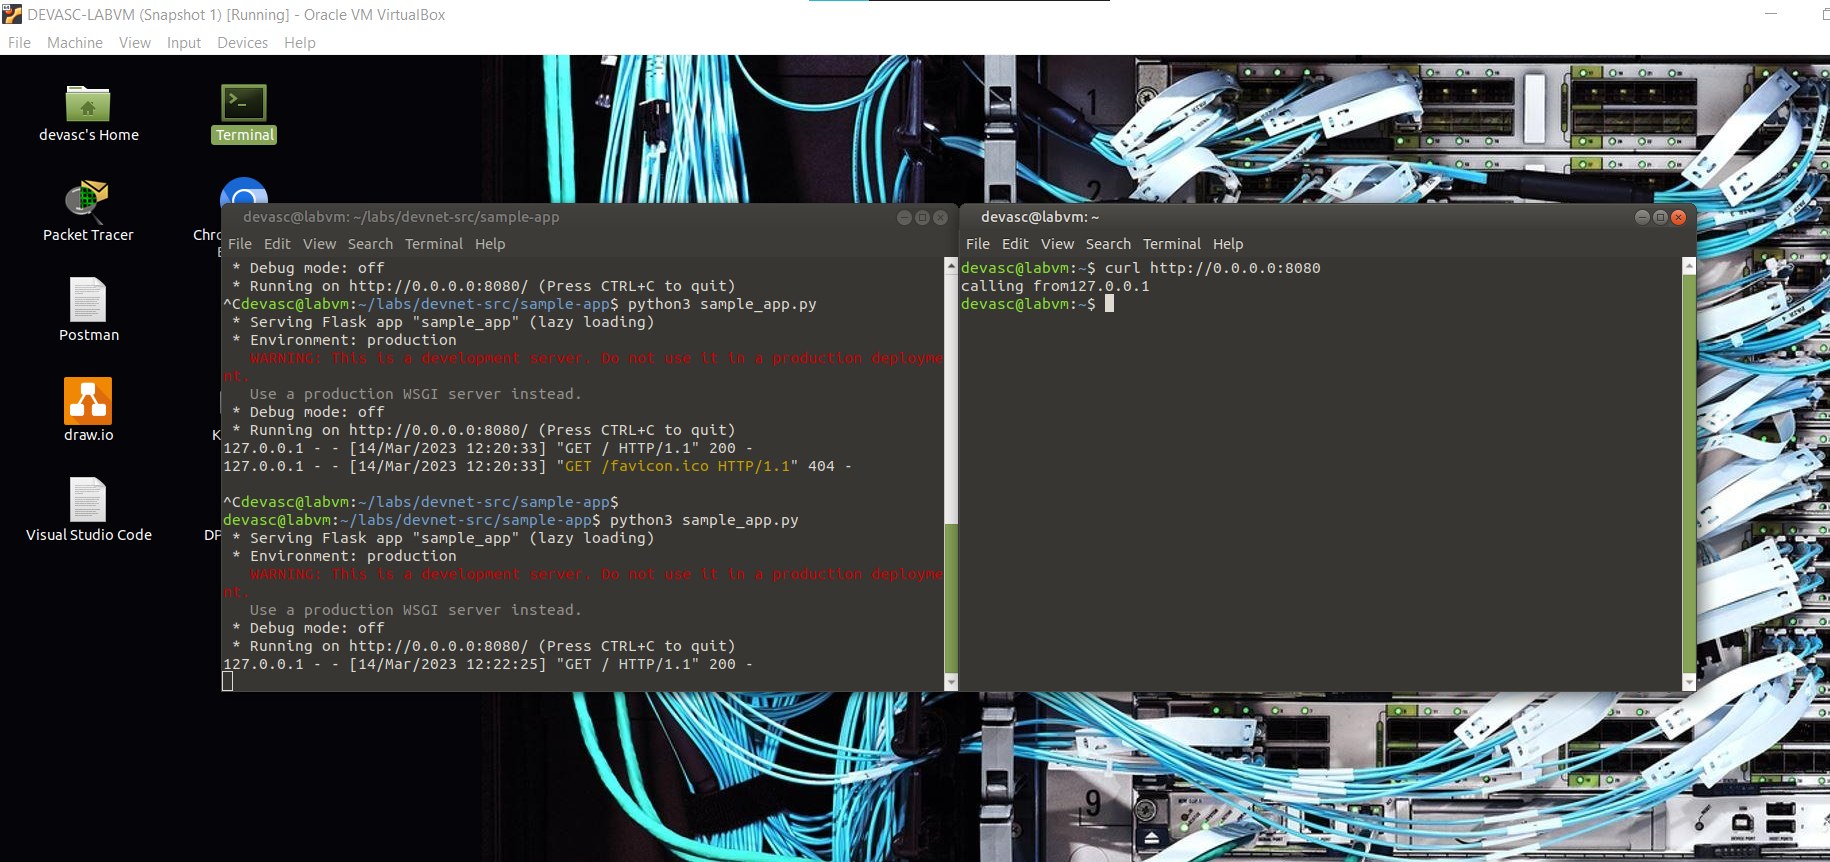 DEVASC-LABVM (Snapshot 1) [Running] - Oracle VM VirtualBox
File Machine View Input Devices Help
devasc's Home
Terminal
Packet Tracer
Chro
Postman
draw.io
K
Visual Studio Code
DP
devasc@labvm: ~/labs/devnet-src/sample-app
File Edit View Search Terminal Help
* Debug mode: off
* Running on http://0.0.0.0:8080/ (Press CTRL+C to quit)
^Cdevasc@labvm:~/labs/devnet-src/sample-app$ python3 sample_app.py
* Serving Flask app "sample_app" (lazy loading)
* Environment: production
WARNING: This is a development server. Do not use it in a production deployme
nt.
Use a production WSGI server instead.
* Debug mode: off
* Running on http://0.0.0.0:8080/ (Press CTRL+C to quit)
127.0.0.1 - - [14/Mar/2023 12:20:33] "GET / HTTP/1.1" 200 -
127.0.0.1 - - [14/Mar/2023 12:20:33] "GET /favicon.ico HTTP/1.1" 404 -
^Cdevasc@labvm:~/labs/devnet-src/sample-app$
devasc@labvm:~/labs/devnet-src/sample-app$ python3 sample_app.py
* Serving Flask app "sample_app" (lazy loading)
* Environment: production
WARNING: This is a development server. Do not use it in a production deployme
nt.
Use a production WSGI server instead.
* Debug mode: off
* Running on http://0.0.0.0:8080/ (Press CTRL+C to quit)
127.0.0.1 - - [14/Mar/2023 12:22:25] "GET / HTTP/1.1" 200 -
devasc@labvm: ~
File Edit View Search Terminal Help
devasc@labvm:~$ curl http://0.0.0.0:8080
calling from127.0.0.1
devasc@labvm:~$
1
2
9